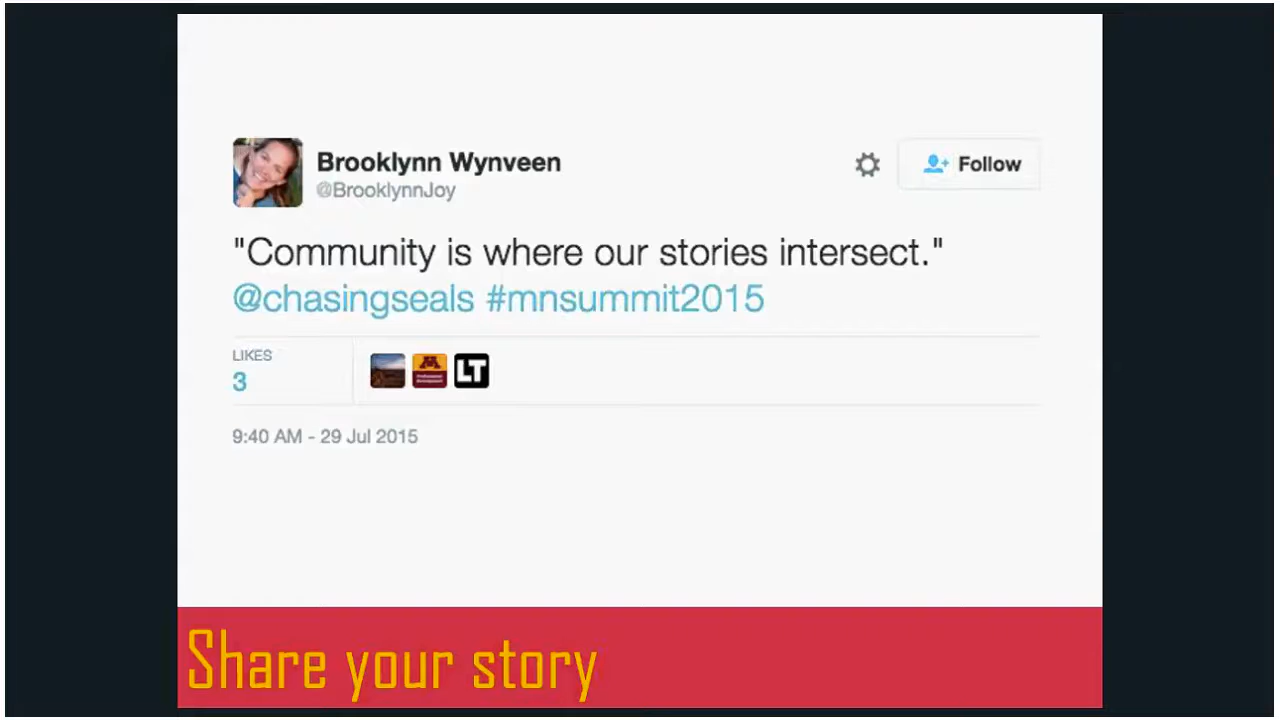 Brooklynn Wynveen
@BrooklynnJoy
Follow
"Community is where our stories intersect."
@chasingseals #mnsummit2015
LIKES
3
LT
9:40 AM - 29 Jul 2015
Share your story